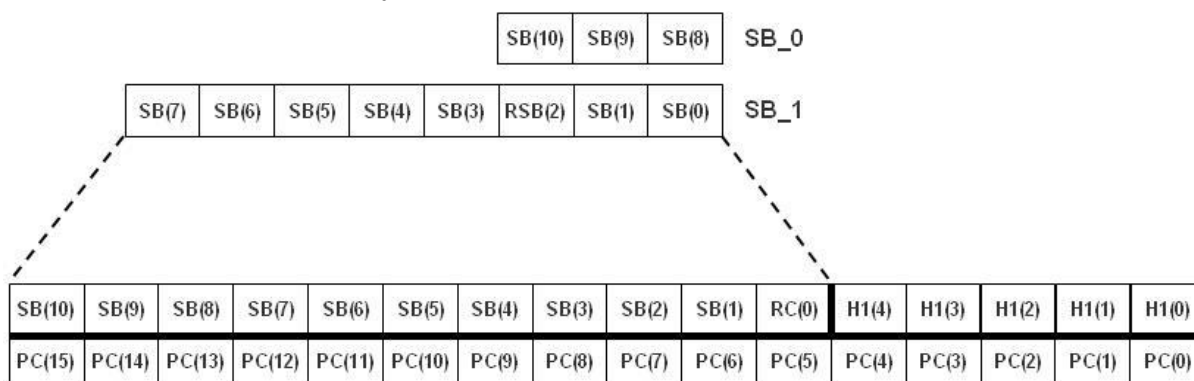 SB(10) SB(9) SB(8) SB_0
SB(7) SB(6) SB(5) SB(4) SB(3) RSB(2) SB(1) SB(0) SB_1
SB(10) SB(9) SB(8) SB(7) SB(6) SB(5) SB(4) SB(3) SB(2) SB(1) RC(0) H1(4) H1(3) H1(2) H1(1) H1(0)
PC(15) PC(14) PC(13) PC(12) PC(11) PC(10) PC(9) PC(8) PC(7) PC(6) PC(5) PC(4) PC(3) PC(2) PC(1) PC(0)